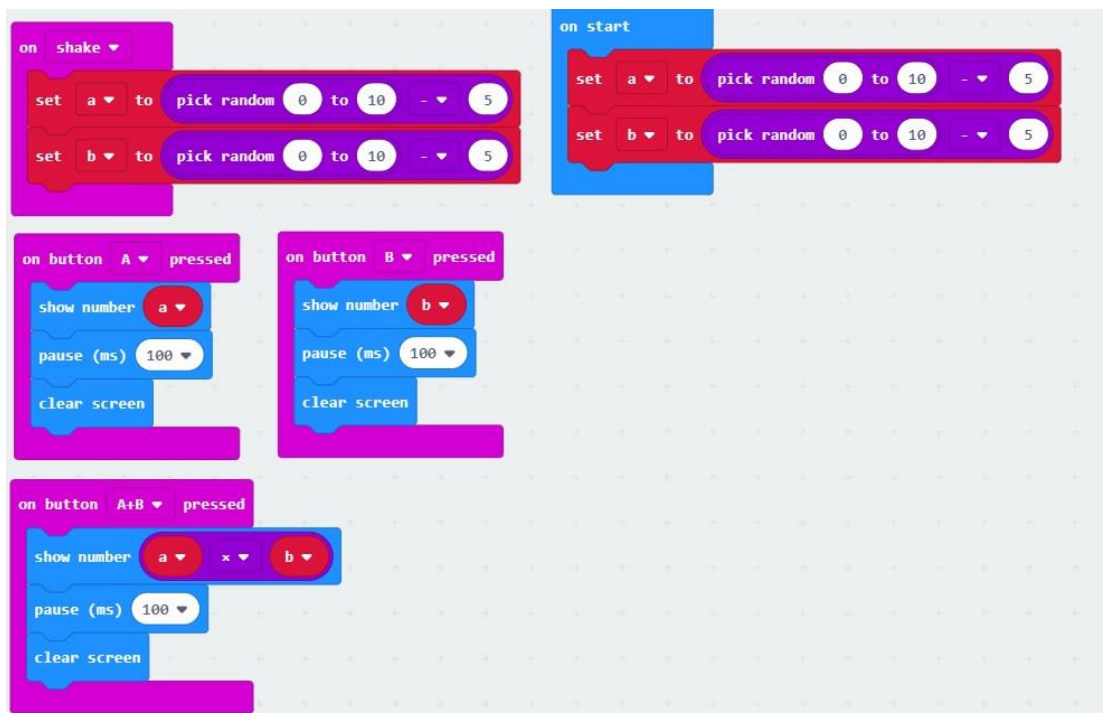 on shake
set a to pick random 0 to 10 - 5
set b to pick random 0 to 10 - 5
on start
set a to pick random 0 to 10 - 5
set b to pick random 0 to 10 - 5
on button A pressed
show number a
pause (ms) 100
clear screen
on button B pressed
show number b
pause (ms) 100
clear screen
on button A+B pressed
show number a × b
pause (ms) 100
clear screen